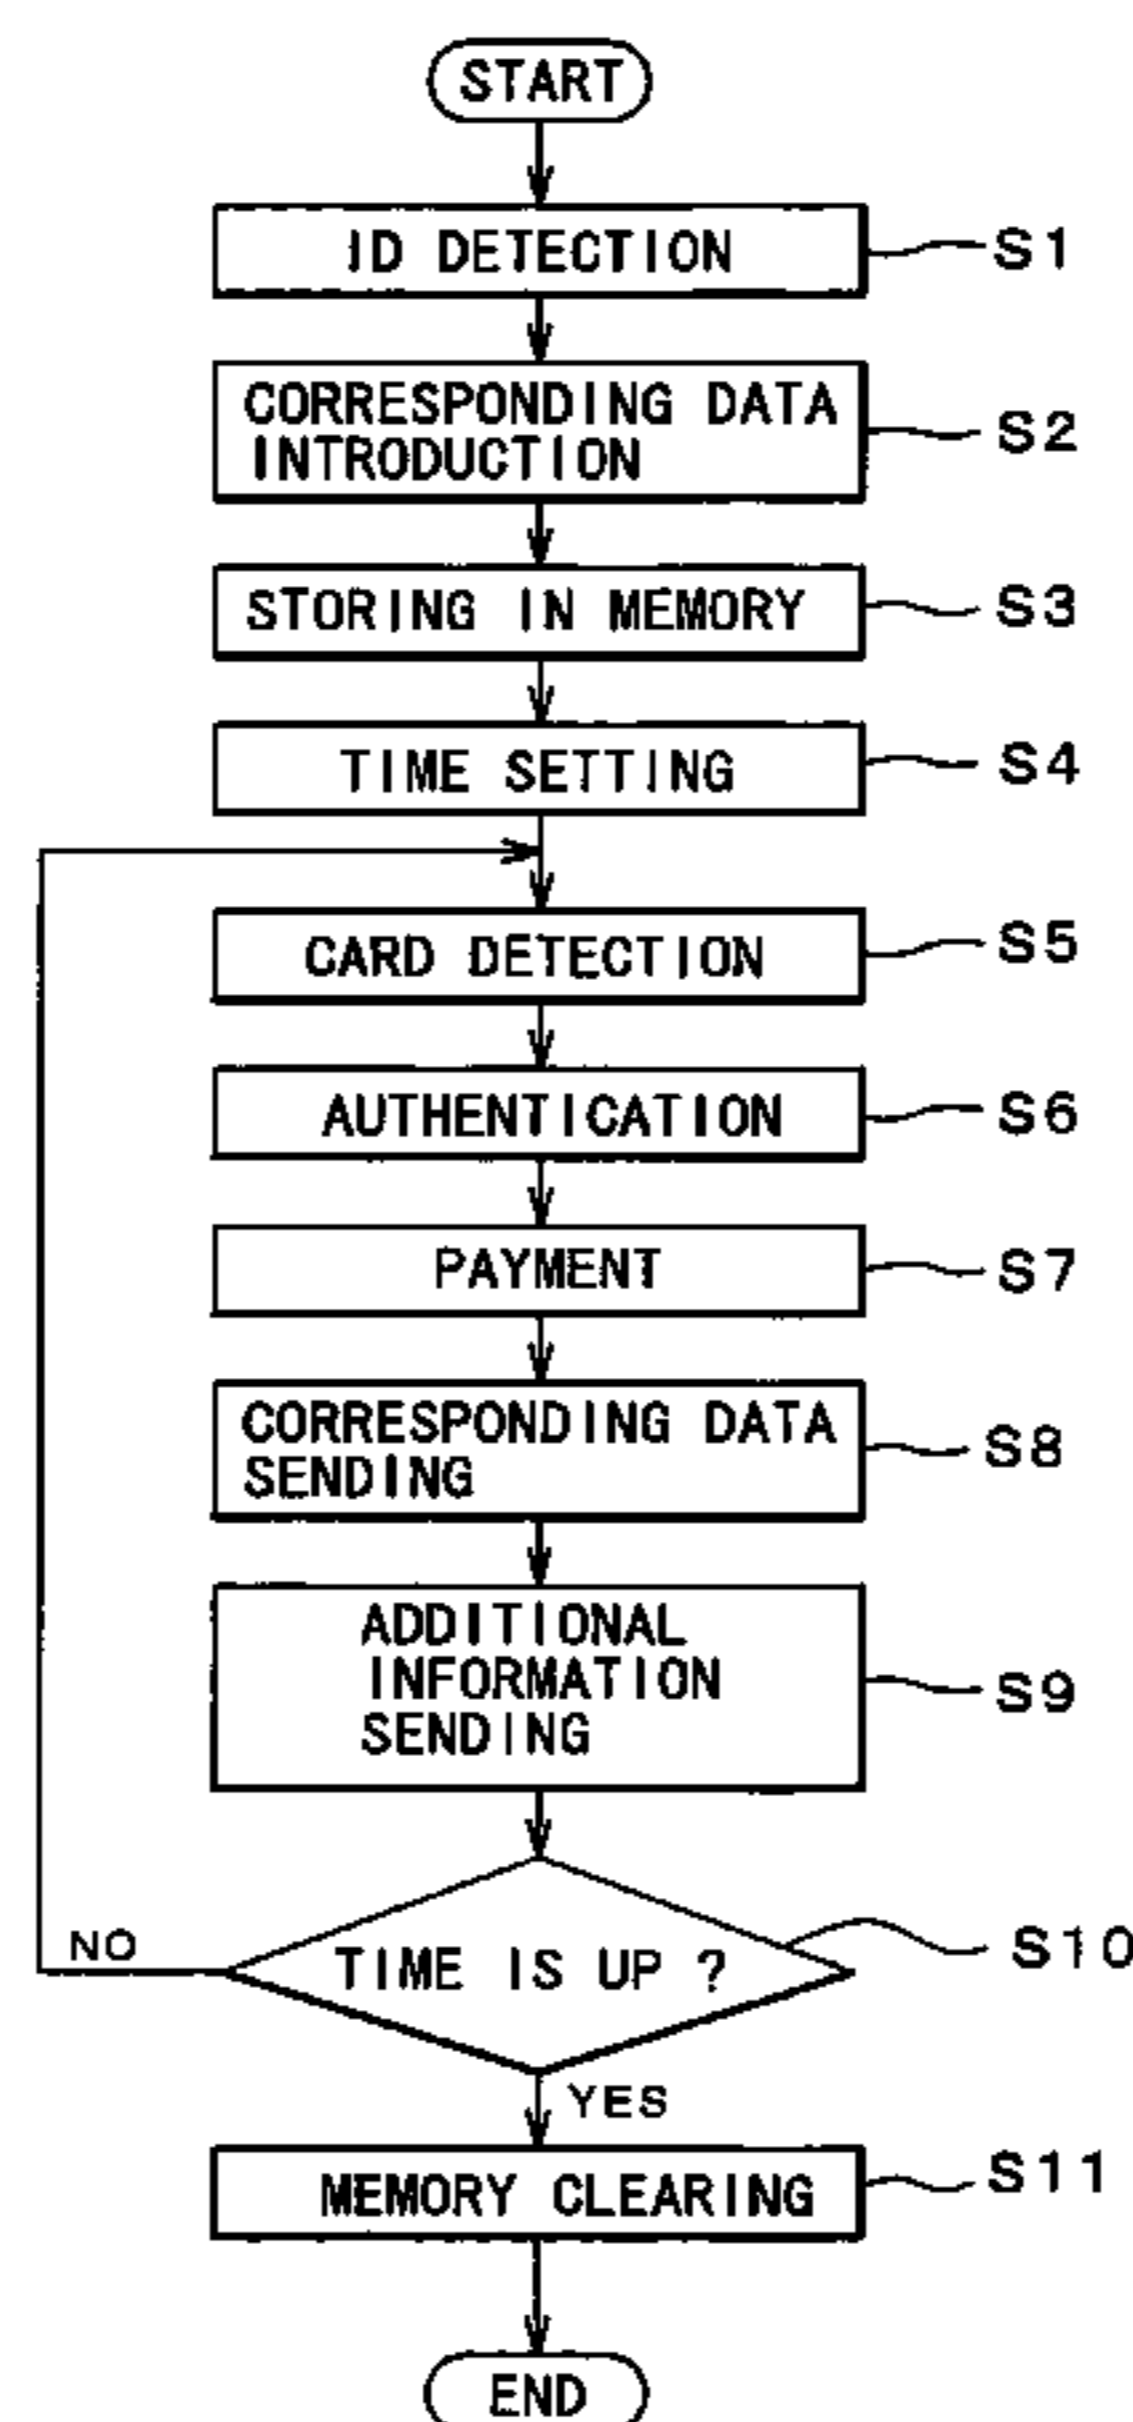 START
ID DETECTION
S1
CORRESPONDING DATA
INTRODUCTION
S2
STORING IN MEMORY
S3
TIME SETTING
S4
CARD DETECTION
S5
AUTHENTICATION
S6
PAYMENT
S7
CORRESPONDING DATA
SENDING
S8
ADDITIONAL
INFORMATION
SENDING
S9
NO
TIME IS UP ?
S10
YES
MEMORY CLEARING
S11
END